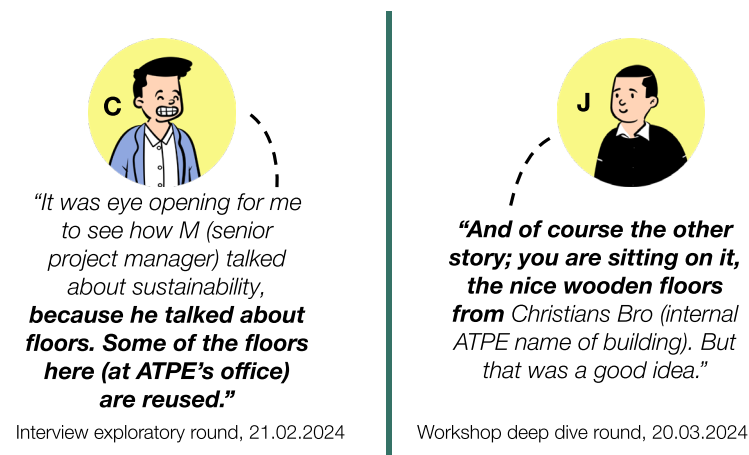 C
“It was eye opening for me
to see how M (senior
project manager) talked
about sustainability,
because he talked about
floors. Some of the floors
here (at ATPE’s office)
are reused.”
Interview exploratory round, 21.02.2024
J
“And of course the other
story; you are sitting on it,
the nice wooden floors
from Christians Bro (internal
ATPE name of building). But
that was a good idea.”
Workshop deep dive round, 20.03.2024